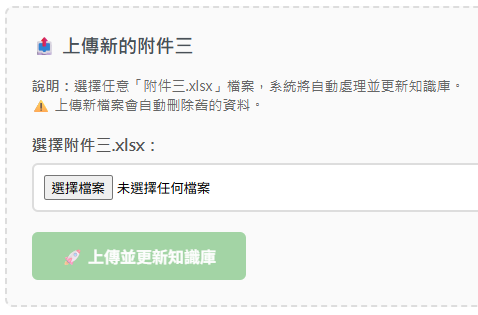 📤 上傳新的附件三
說明：選擇任意「附件三.xlsx」檔案，系統將自動處理並更新知識庫。
⚠️ 上傳新檔案會自動刪除舊的資料。
選擇附件三.xlsx：
選擇檔案 未選擇任何檔案
🚀 上傳並更新知識庫